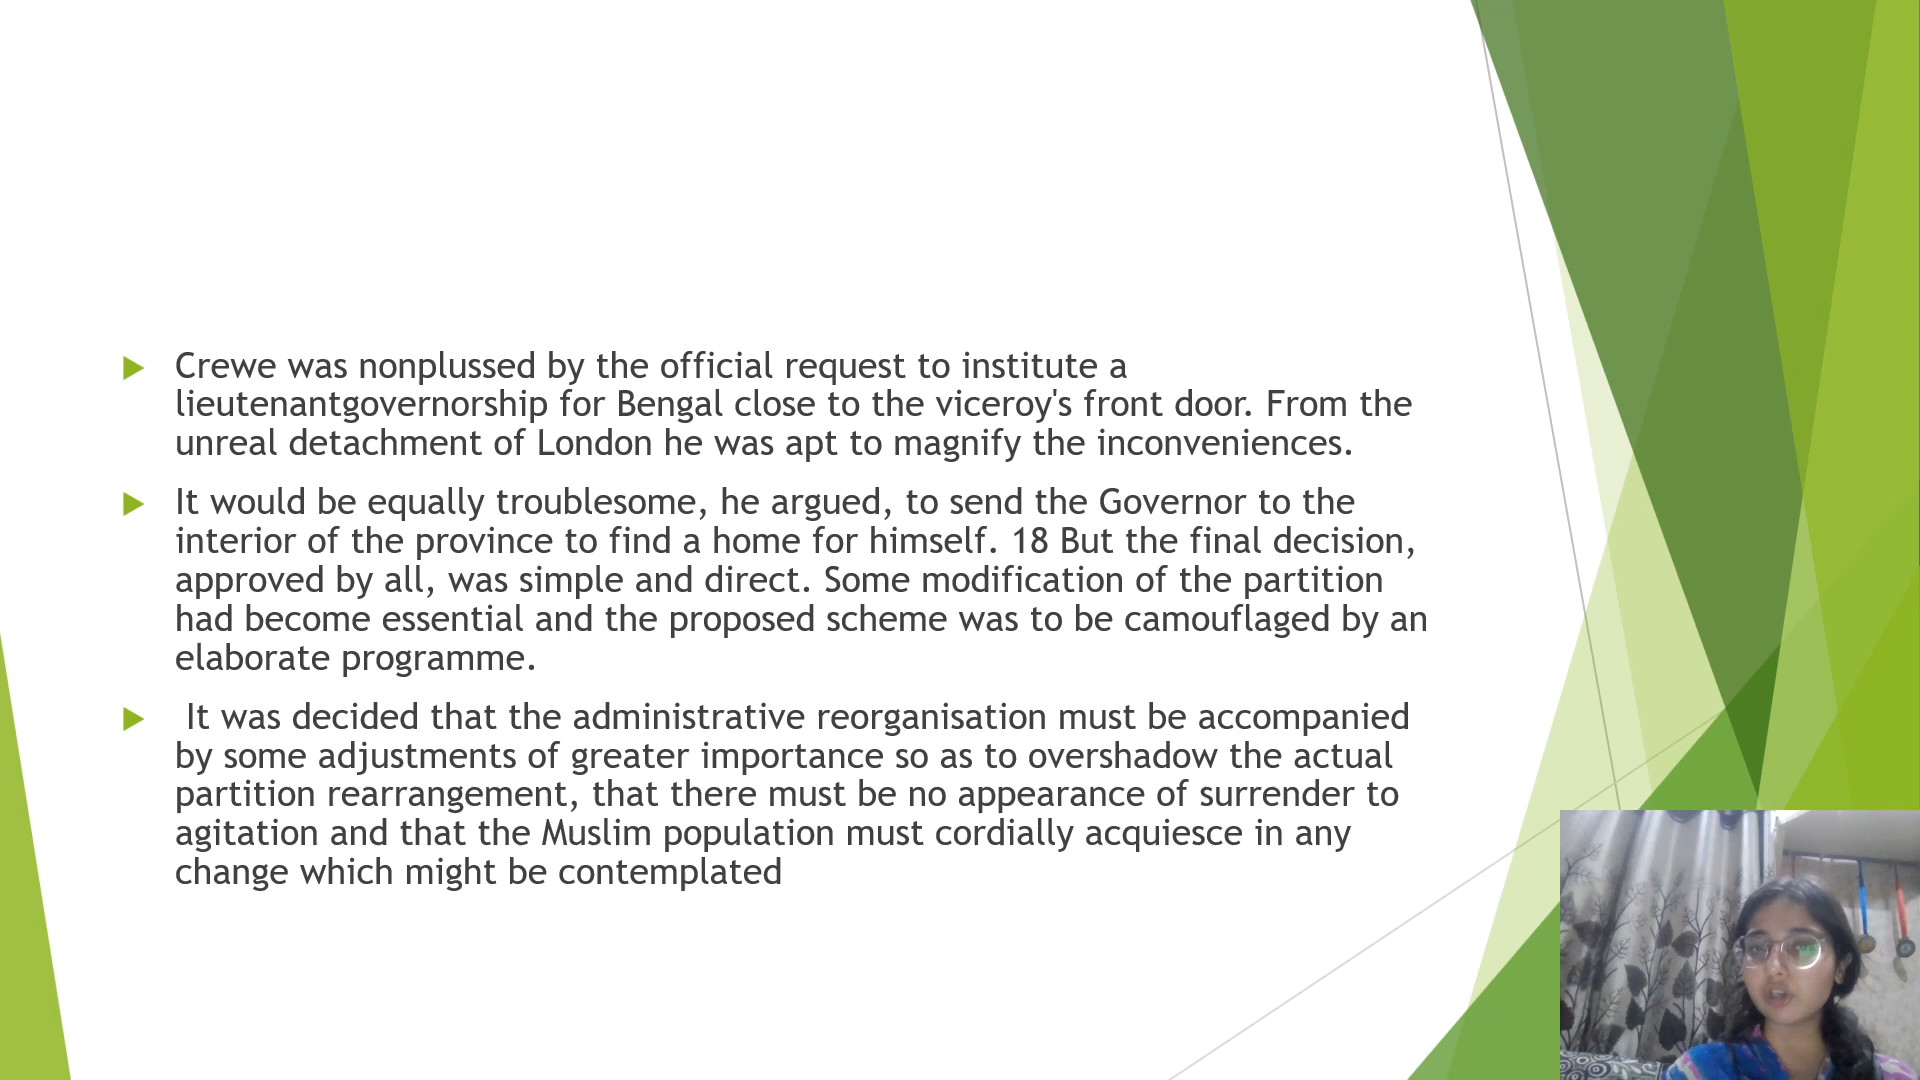 Crewe was nonplussed by the official request to institute a
lieutenantgovernorship for Bengal close to the viceroy's front door. From the
unreal detachment of London he was apt to magnify the inconveniences.
It would be equally troublesome, he argued, to send the Governor to the
interior of the province to find a home for himself. 18 But the final decision,
approved by all, was simple and direct. Some modification of the partition
had become essential and the proposed scheme was to be camouflaged by an
elaborate programme.
It was decided that the administrative reorganisation must be accompanied
by some adjustments of greater importance so as to overshadow the actual
partition rearrangement, that there must be no appearance of surrender to
agitation and that the Muslim population must cordially acquiesce in any
change which might be contemplated